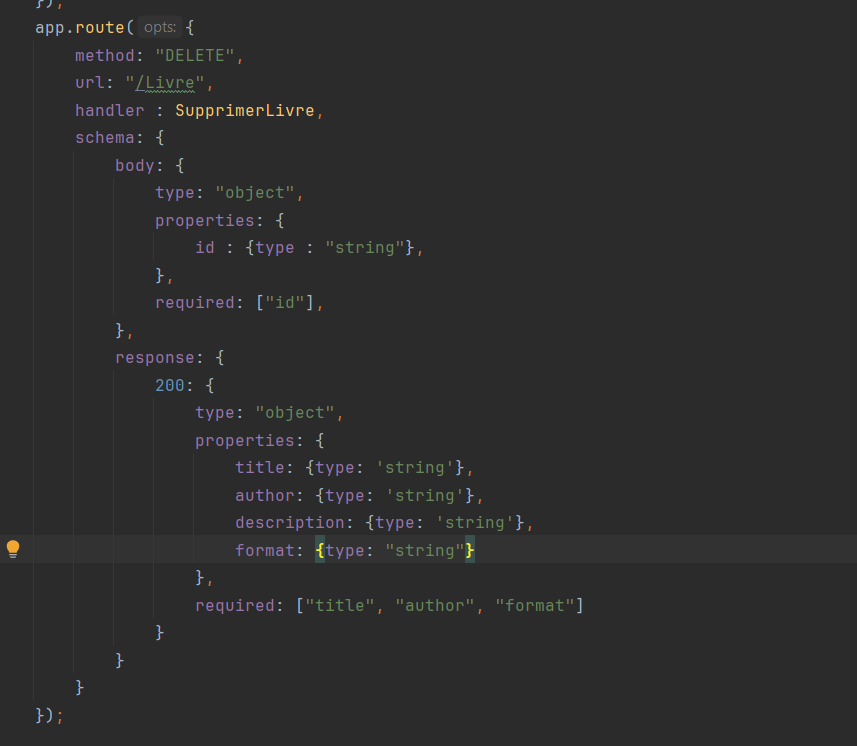 });
app.route( opts: {
    method: "DELETE",
    url: "/Livre",
    handler : SupprimerLivre,
    schema: {
        body: {
            type: "object",
            properties: {
                id : {type : "string"},
            },
            required: ["id"],
        },
        response: {
            200: {
                type: "object",
                properties: {
                    title: {type: 'string'},
                    author: {type: 'string'},
                    description: {type: 'string'},
                    format: {type: "string"}
                },
                required: ["title", "author", "format"]
            }
        }
    }
});